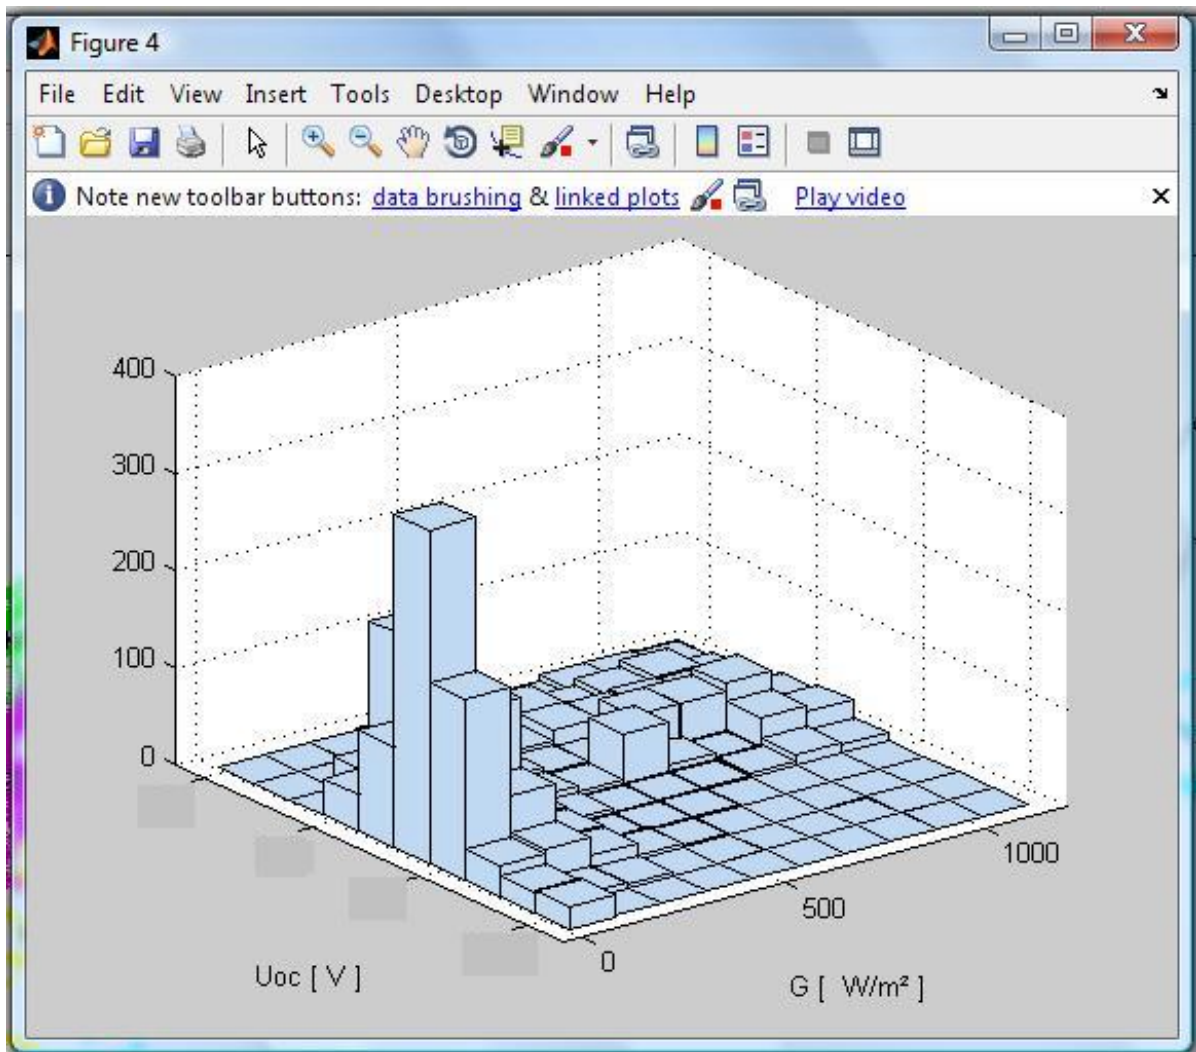 Figure 4
File Edit View Insert Tools Desktop Window Help
Note new toolbar buttons: data brushing & linked plots Play video
400
300
200
100
0
1000
500
0
Uoc [ V ]
G [ W/m² ]